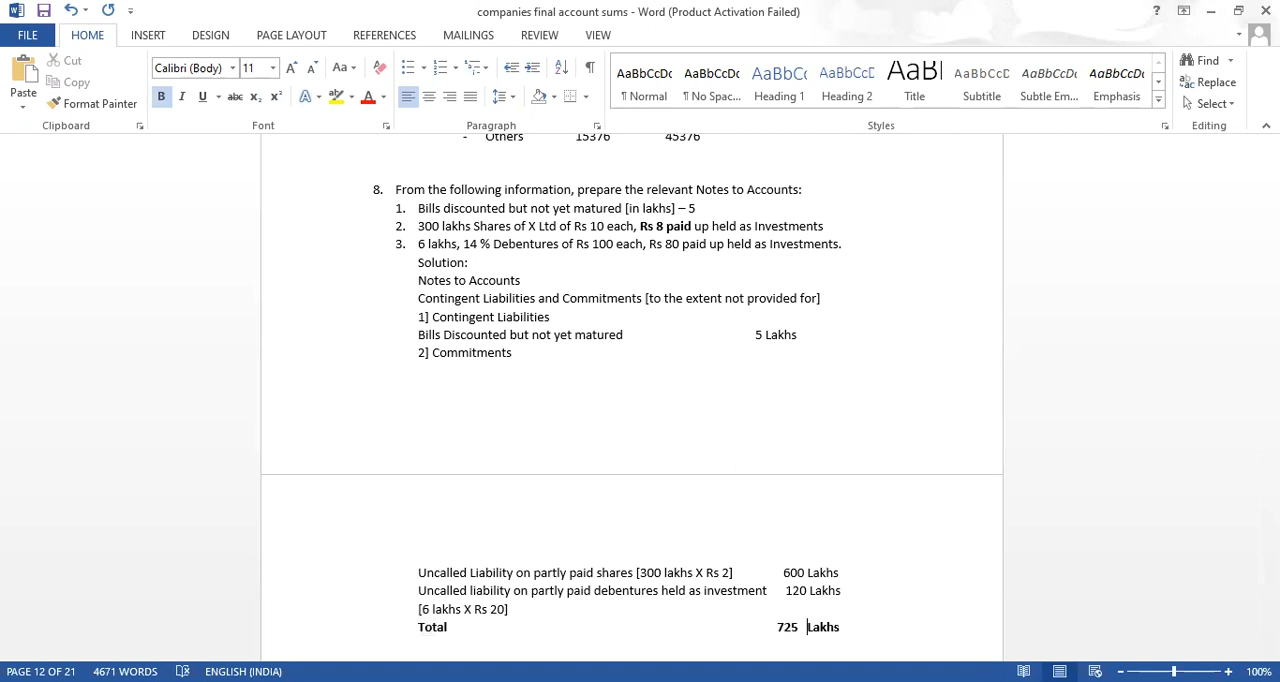 companies final account sums - Word (Product Activation Failed)
FILE HOME INSERT DESIGN PAGE LAYOUT REFERENCES MAILINGS REVIEW VIEW
Paste
Cut
Copy
Format Painter
Clipboard
Calibri (Body) 11
Font
Paragraph
AaBbCcDc AaBbCcDc AaBbCc AaBbCcD AaBl AaBbCcD AaBbCcDc AaBbCcDc
¶ Normal ¶ No Spac... Heading 1 Heading 2 Title Subtitle Subtle Em... Emphasis
Styles
Find
Replace
Select
Editing
- Others 15376 45376
8. From the following information, prepare the relevant Notes to Accounts:
1. Bills discounted but not yet matured [in lakhs] – 5
2. 300 lakhs Shares of X Ltd of Rs 10 each, Rs 8 paid up held as Investments
3. 6 lakhs, 14 % Debentures of Rs 100 each, Rs 80 paid up held as Investments.
Solution:
Notes to Accounts
Contingent Liabilities and Commitments [to the extent not provided for]
1] Contingent Liabilities
Bills Discounted but not yet matured 5 Lakhs
2] Commitments
Uncalled Liability on partly paid shares [300 lakhs X Rs 2] 600 Lakhs
Uncalled liability on partly paid debentures held as investment 120 Lakhs
[6 lakhs X Rs 20]
Total 725 Lakhs
PAGE 12 OF 21 4671 WORDS ENGLISH (INDIA) 100%